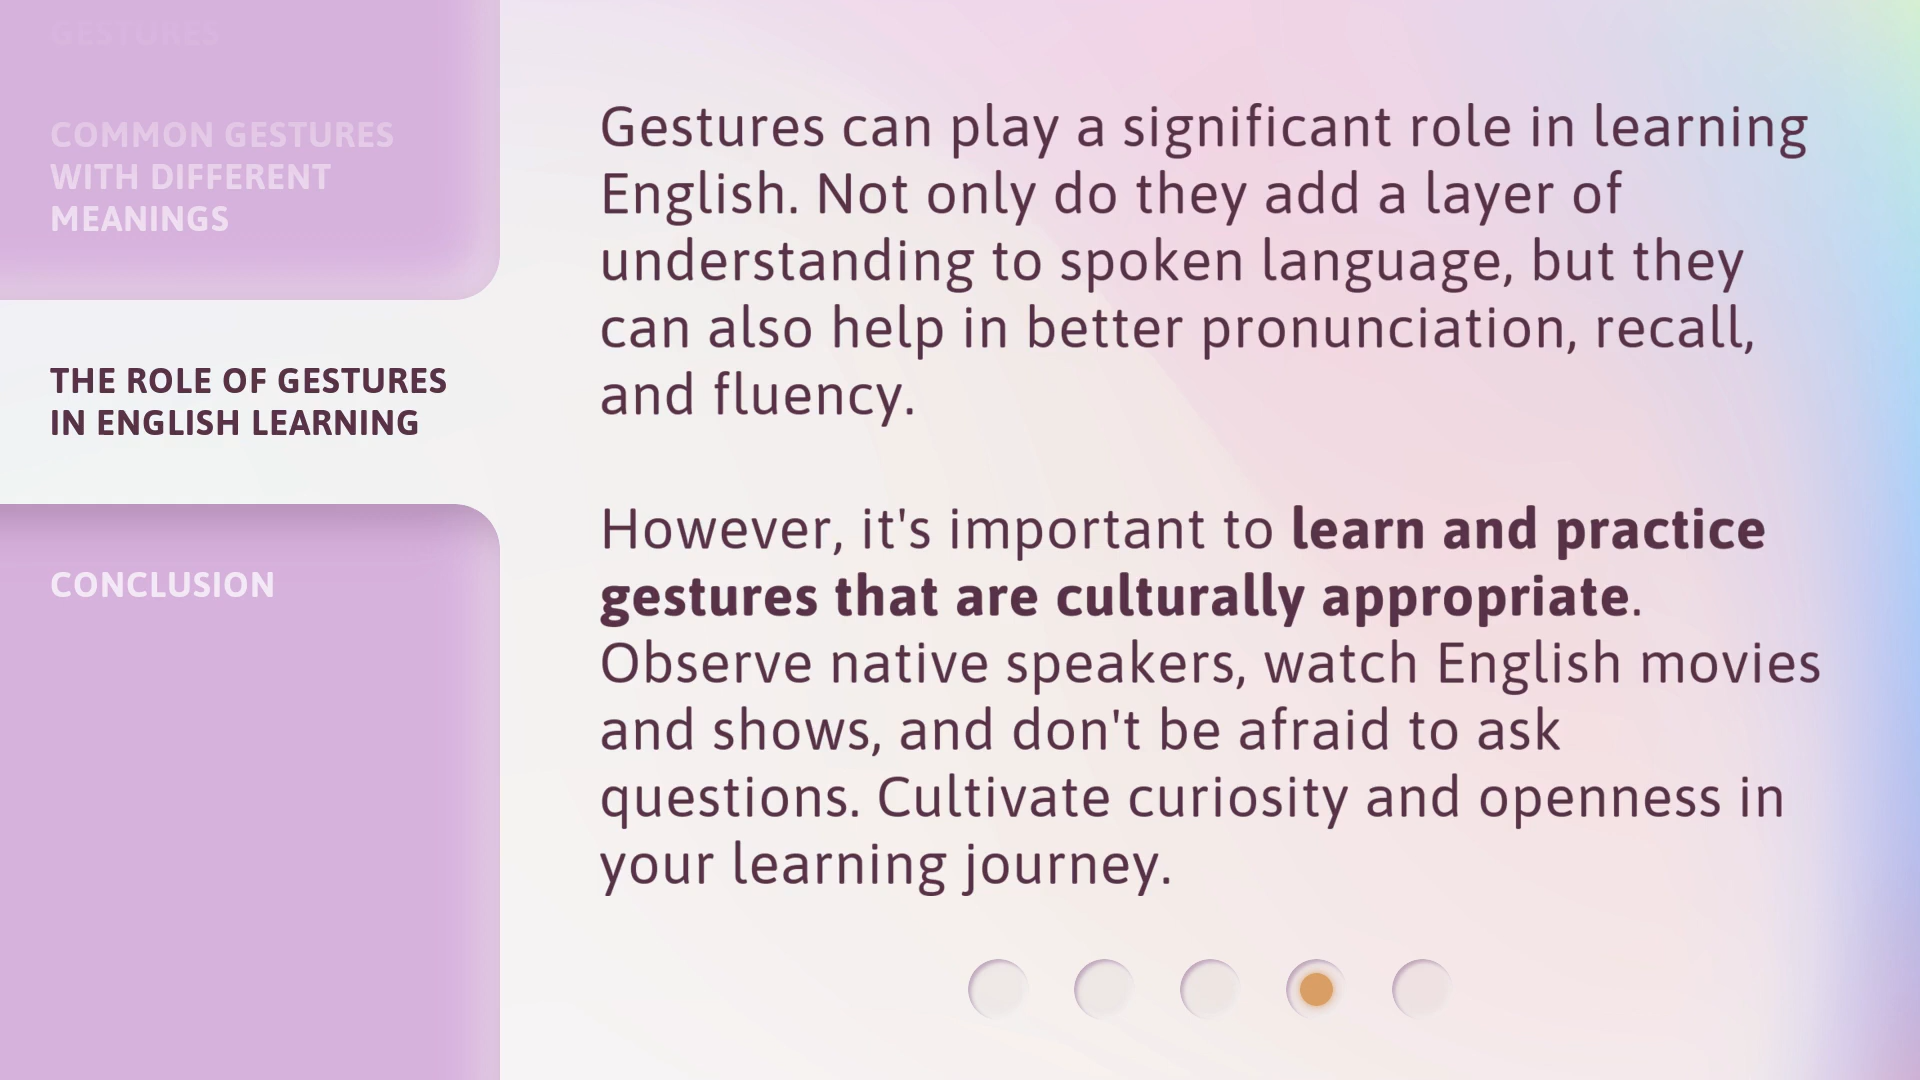 GESTURES
COMMON GESTURES
WITH DIFFERENT
MEANINGS
THE ROLE OF GESTURES
IN ENGLISH LEARNING
CONCLUSION
Gestures can play a significant role in learning
English. Not only do they add a layer of
understanding to spoken language, but they
can also help in better pronunciation, recall,
and fluency.
However, it's important to learn and practice
gestures that are culturally appropriate.
Observe native speakers, watch English movies
and shows, and don't be afraid to ask
questions. Cultivate curiosity and openness in
your learning journey.